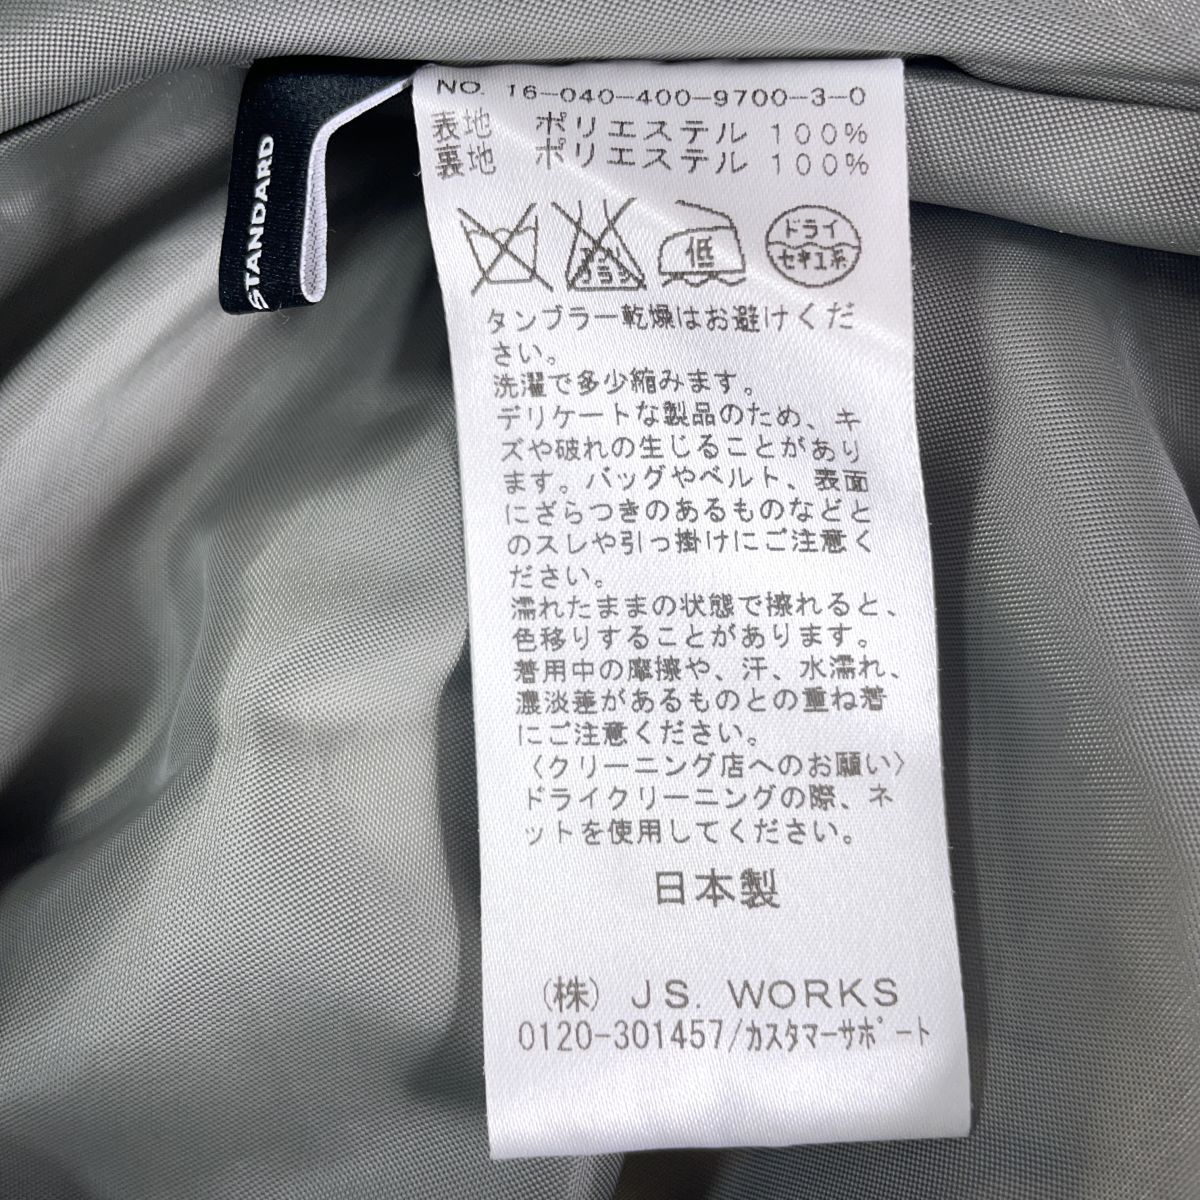 STANDARD
NO. 16-040-400-9700-3-0
表地 ポリエステル 100%
裏地 ポリエステル 100%
エンソサラシ
低
ドライ
セキユ系
タンブラー乾燥はお避けくだ
さい。
洗濯で多少縮みます。
デリケートな製品のため、キ
ズや破れの生じることがあり
ます。バッグやベルト、表面
にざらつきのあるものなどと
のスレや引っ掛けにご注意く
ださい。
濡れたままの状態で擦れると、
色移りすることがあります。
着用中の摩擦や、汗、水濡れ、
濃淡差があるものとの重ね着
にご注意ください。
〈クリーニング店へのお願い〉
ドライクリーニングの際、ネ
ットを使用してください。
日本製
(株) JS. WORKS
0120-301457/カスタマーサポート